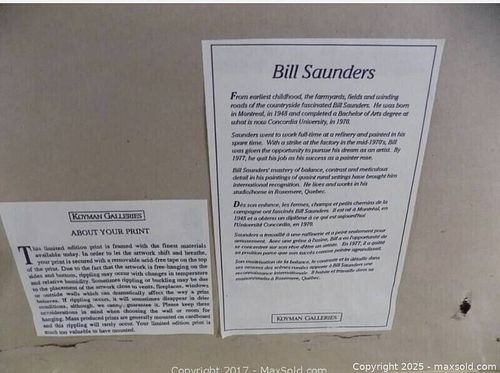 Bill Saunders
From earliest childhood, the farmyards, fields and winding
roads of the countryside fascinated Bill Saunders. He was born
in Montreal, in 1948 and completed a Bachelor of Arts degree at
what is now Concordia University, in 1970.
Saunders went to work full-time at a refinery and painted in his
spare time. With a strike at the factory in the mid-1970's, Bill
was given the opportunity to pursue his dream as an artist. By
1977, he quit his job as his success as a painter rose.
Bill Saunders' mastery of balance, contrast and meticulous
detail in his paintings of quaint rural settings have brought him
international recognition. He lives and works in his
studio/home in Rosemere, Quebec.
Dès son enfance, les fermes, champs et petits chemins de la
campagne ont fascinés Bill Saunders. Il est né à Montréal, en
1948 et a obtenu un diplôme à ce qui est aujourd'hui
l'Université Concordia, en 1970.
Saunders a travaillé à une raffinerie et a peint seulement pour
Avec une grève à l'usine, Bill a eu l'opportunité de
se concentrer sur son rêve d'être un artiste. En 1977, il a quitté
sa position parce que son succès comme peintre agrandissait.
Son maîtrisation de la balance, le contraste et le détaille dans
ses tableaux des scènes rurales apporte à Bill Saunders une
reconnaissance internationale. Il habite et travaille dans sa
maison/studio à Rosemère, Québec.
KOYMAN GALLERIES
KOYMAN GALLERIES
ABOUT YOUR PRINT
This limited edition print is framed with the finest materials
available today. In order to let the artwork shift and breathe,
your print is secured with a removable acid-free tape on the top
of the print. Due to the fact that the artwork is free-hanging on the
sides and bottom, rippling may occur with changes in temperature
and relative humidity. Sometimes rippling or buckling may be due
to the placement of the artwork close to vents, fireplaces, windows
or outside walls which can dramatically affect the way a print
behaves. If rippling occurs, it will sometimes disappear in drier
conditions, although, we cannot guarantee it. Please keep these
considerations in mind when choosing the wall or room for
hanging. Mass produced prints are generally mounted on cardboard
and this rippling will rarely occur. Your limited edition print is
much too valuable to have mounted.
Copyright 2017 - MaxSold.com
Copyright 2025 - maxsold.com